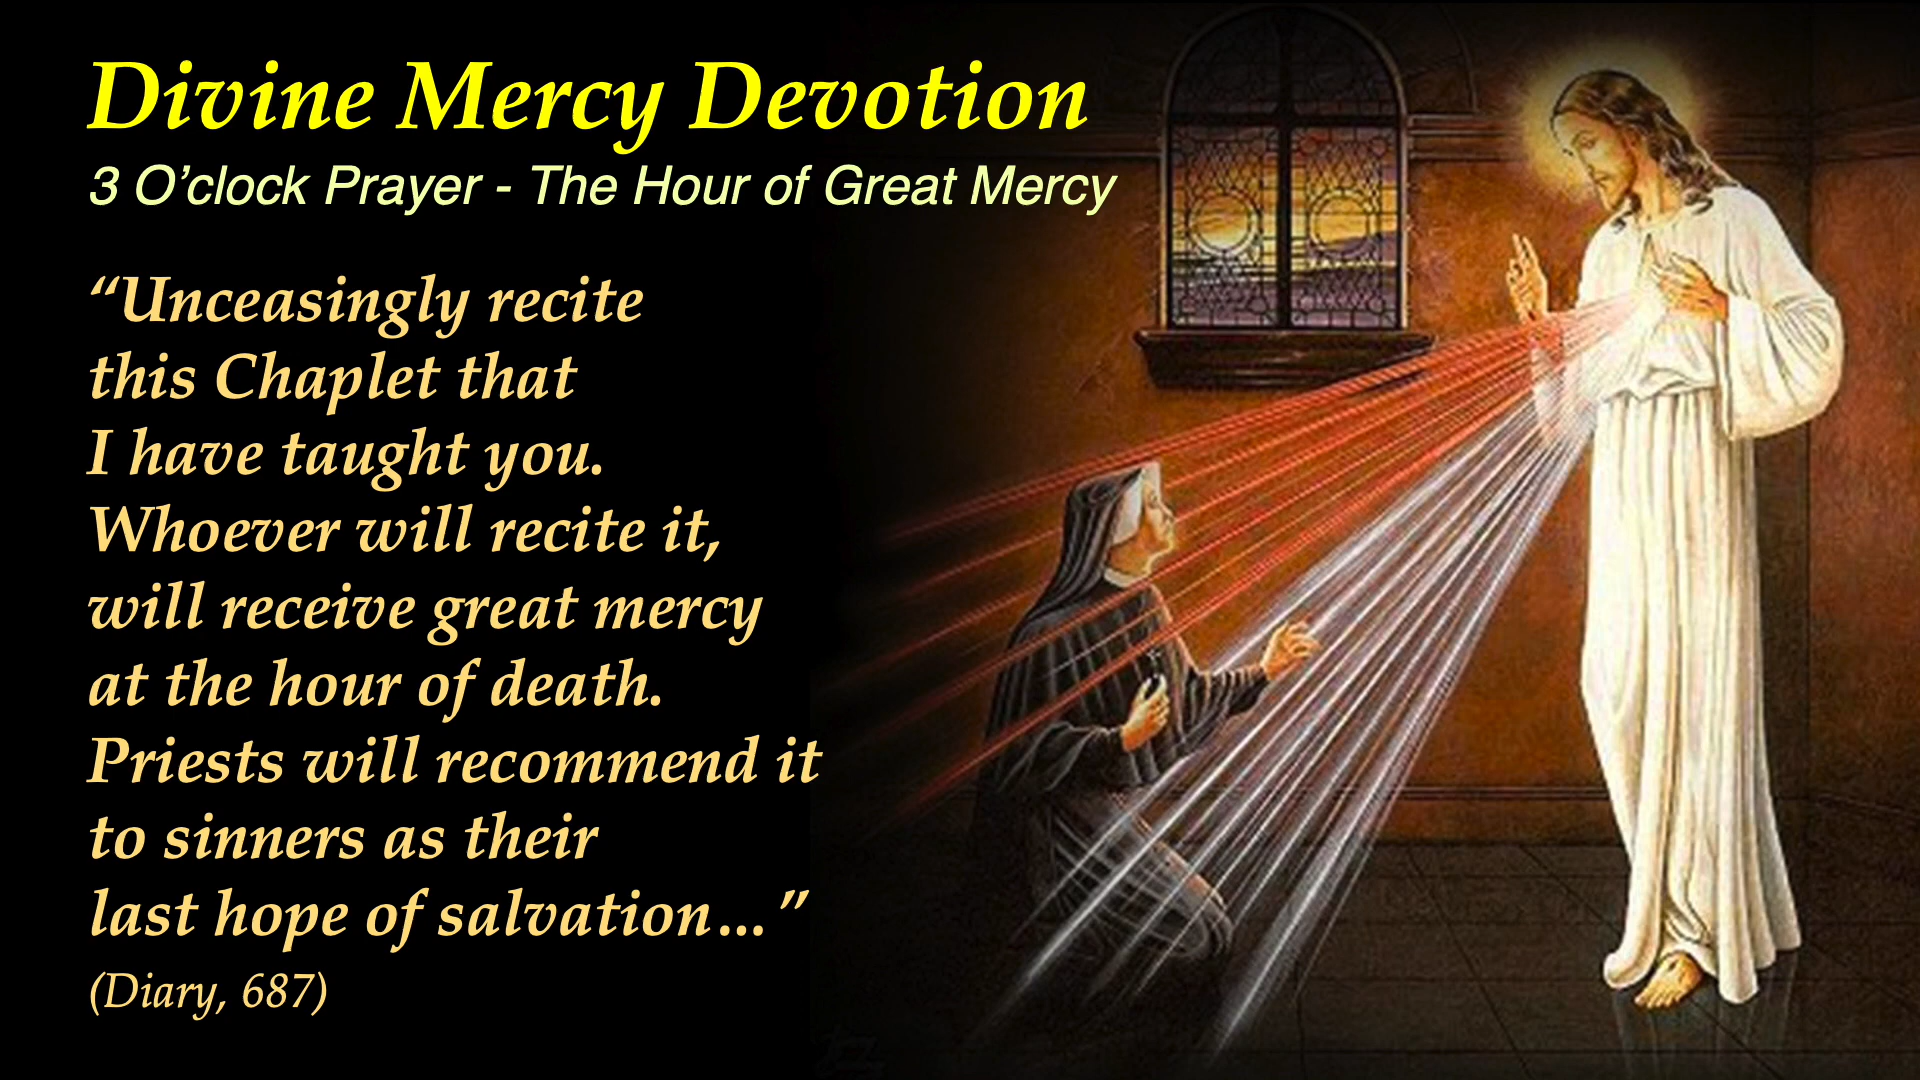 Divine Mercy Devotion
3 O’clock Prayer - The Hour of Great Mercy
“Unceasingly recite
this Chaplet that
I have taught you.
Whoever will recite it,
will receive great mercy
at the hour of death.
Priests will recommend it
to sinners as their
last hope of salvation…”
(Diary, 687)